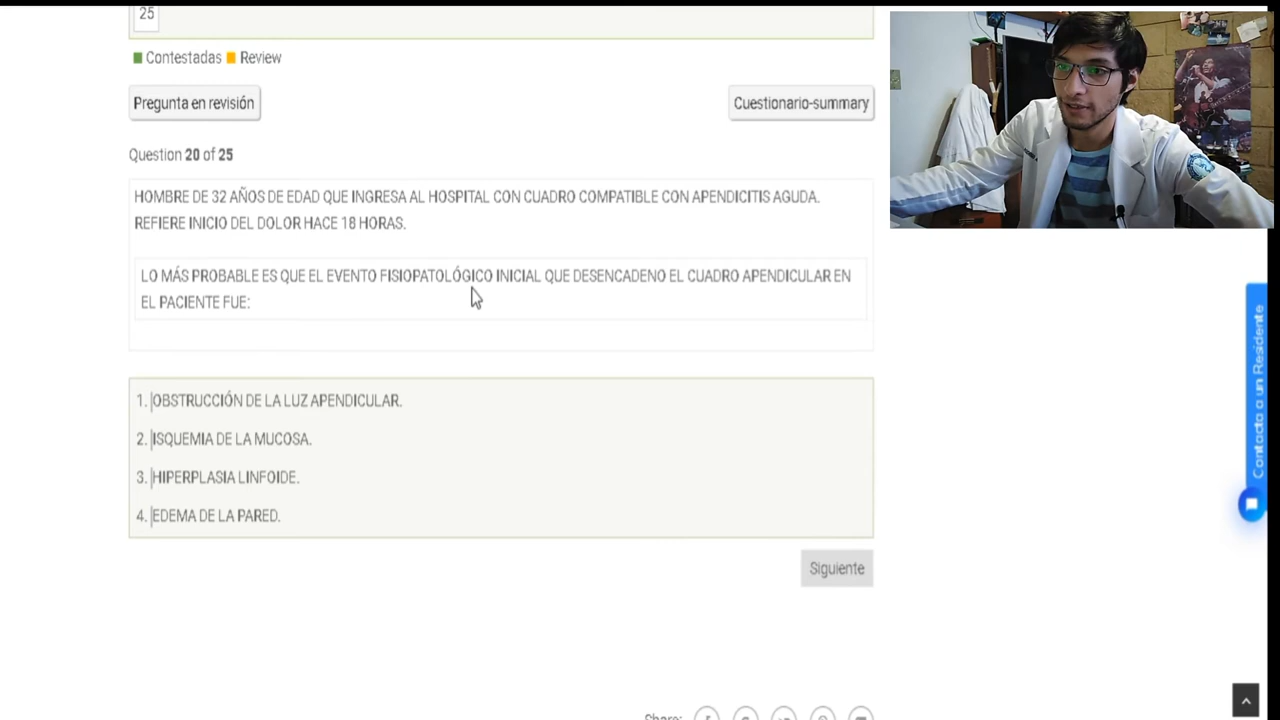 25
Contestadas Review
Pregunta en revisión
Cuestionario-summary
Question 20 of 25
HOMBRE DE 32 AÑOS DE EDAD QUE INGRESA AL HOSPITAL CON CUADRO COMPATIBLE CON APENDICITIS AGUDA.
REFIERE INICIO DEL DOLOR HACE 18 HORAS.
LO MÁS PROBABLE ES QUE EL EVENTO FISIOPATOLÓGICO INICIAL QUE DESENCADENO EL CUADRO APENDICULAR EN
EL PACIENTE FUE:
1. OBSTRUCCIÓN DE LA LUZ APENDICULAR.
2. ISQUEMIA DE LA MUCOSA.
3. HIPERPLASIA LINFOIDE.
4. EDEMA DE LA PARED.
Siguiente
Contacta a un Residente
Share: